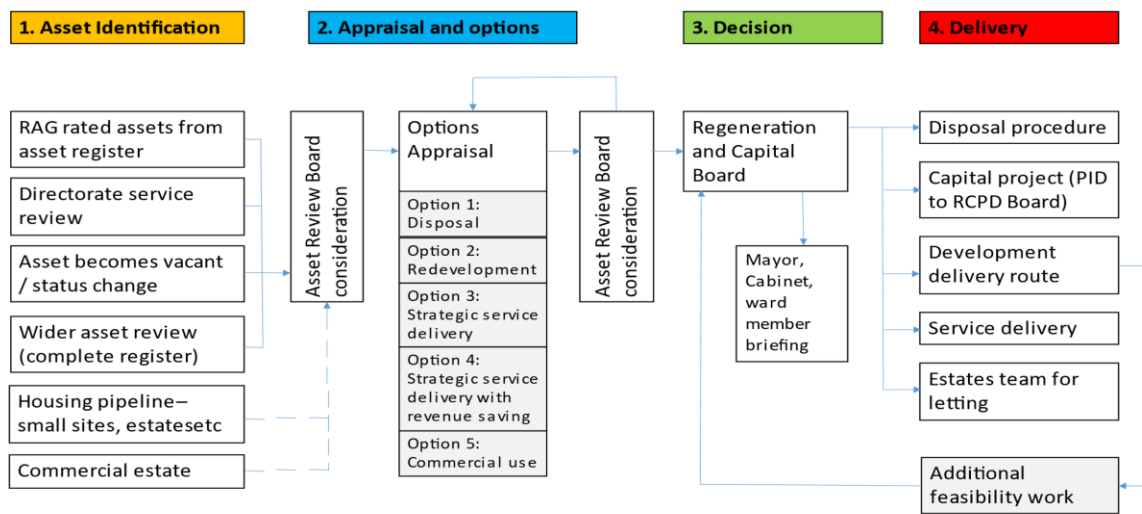 1. Asset Identification
2. Appraisal and options
3. Decision
4. Delivery
RAG rated assets from
asset register
Directorate service
review
Asset becomes vacant
/ status change
Wider asset review
(complete register)
Housing pipeline–
small sites, estatesetc
Commercial estate
Asset Review Board
consideration
Options
Appraisal
Option 1:
Disposal
Option 2:
Redevelopment
Option 3:
Strategic service
delivery
Option 4:
Strategic service
delivery with
revenue saving
Option 5:
Commercial use
Asset Review Board
consideration
Regeneration
and Capital
Board
Mayor,
Cabinet,
ward
member
briefing
Disposal procedure
Capital project (PID
to RCPD Board)
Development
delivery route
Service delivery
Estates team for
letting
Additional
feasibility work